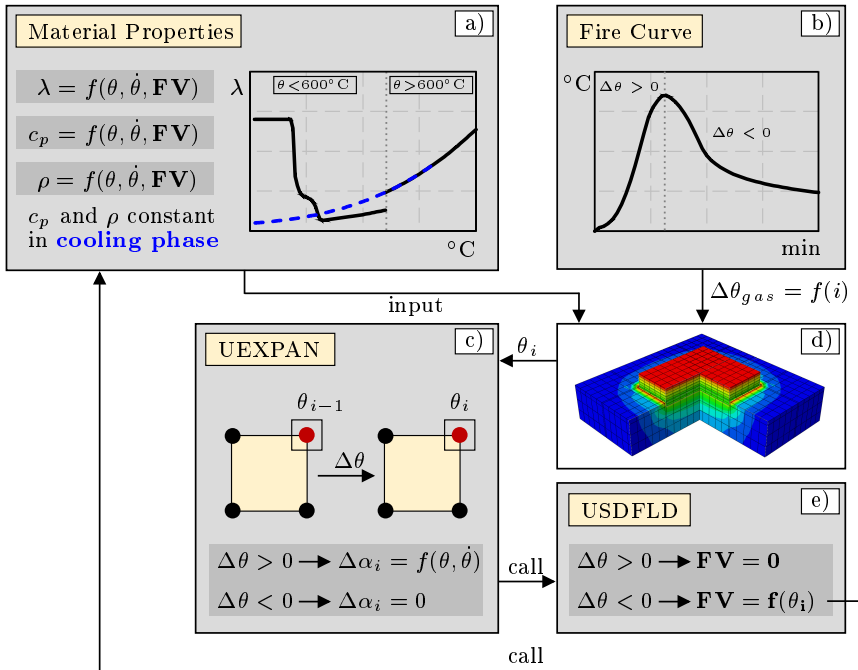 Material Properties
a)
λ = f(θ, θ̇, FV)
c_p = f(θ, θ̇, FV)
ρ = f(θ, θ̇, FV)
c_p and ρ constant
in cooling phase
λ
θ<600°C
θ>600°C
°C
Fire Curve
b)
°C
Δθ > 0
Δθ < 0
min
input
Δθ_gas = f(i)
UEXPAN
c)
θ_i
d)
θ_{i−1}
θ_i
Δθ
Δθ > 0 → Δα_i = f(θ, θ̇)
Δθ < 0 → Δα_i = 0
call
USDFLD
e)
Δθ > 0 → FV = 0
Δθ < 0 → FV = f(θ_i)
call